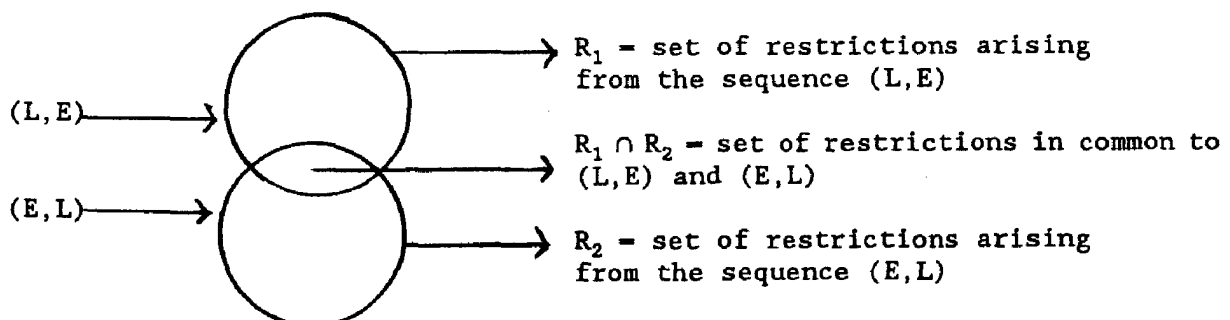 R₁ = set of restrictions arising
from the sequence (L,E)
(L,E)
R₁ ∩ R₂ = set of restrictions in common to
(L,E) and (E,L)
(E,L)
R₂ = set of restrictions arising
from the sequence (E,L)